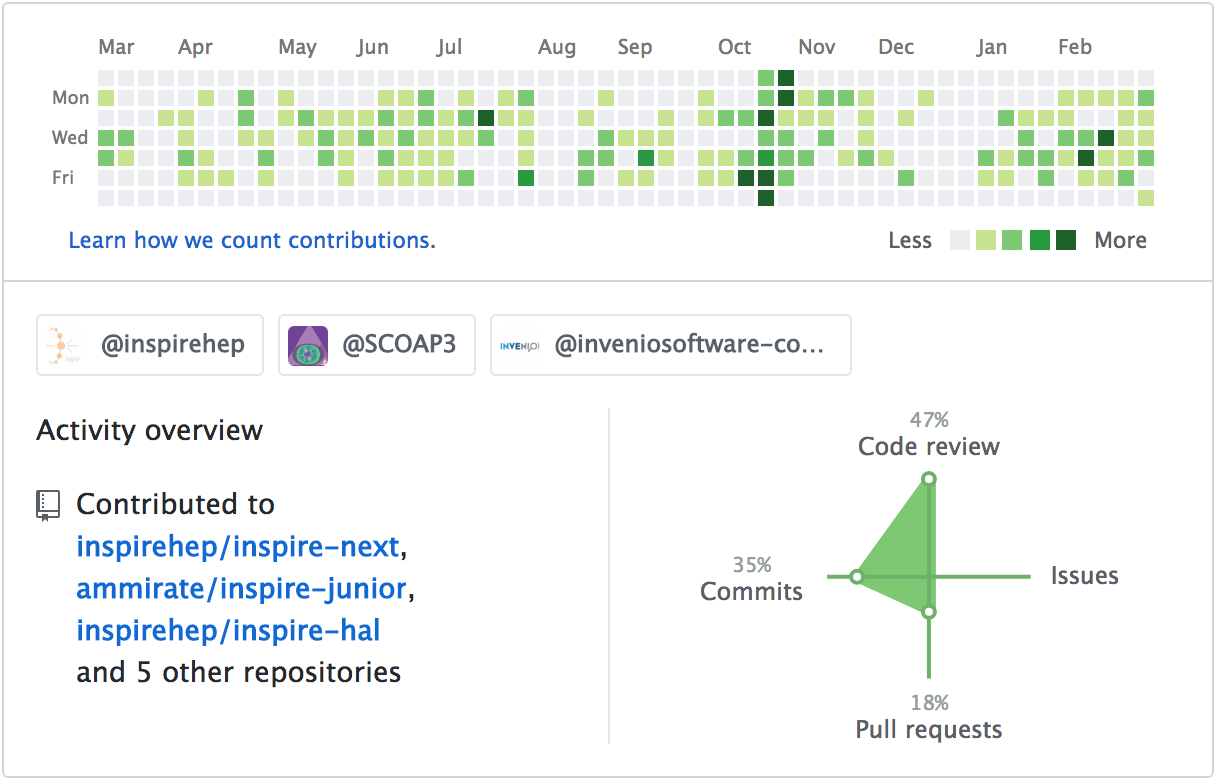 Mar Apr May Jun Jul Aug Sep Oct Nov Dec Jan Feb
Mon
Wed
Fri
Learn how we count contributions.
Less More
HEP @inspirehep
@SCOAP3
INVENIO @inveniosoftware-co...
Activity overview
Contributed to
inspirehep/inspire-next,
ammirate/inspire-junior,
inspirehep/inspire-hal
and 5 other repositories
47%
Code review
35%
Commits
Issues
18%
Pull requests